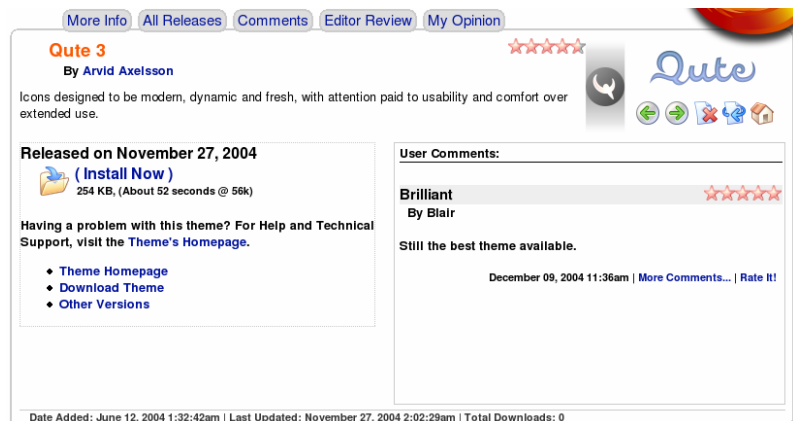 More Info All Releases Comments Editor Review My Opinion
Qute 3
By Arvid Axelsson
Icons designed to be modern, dynamic and fresh, with attention paid to usability and comfort over
extended use.
Qute
Released on November 27, 2004
( Install Now )
254 KB, (About 52 seconds @ 56k)
Having a problem with this theme? For Help and Technical
Support, visit the Theme's Homepage.
Theme Homepage
Download Theme
Other Versions
User Comments:
Brilliant
By Blair
Still the best theme available.
December 09, 2004 11:36am | More Comments... | Rate It!
Date Added: June 12, 2004 1:32:42am | Last Updated: November 27, 2004 2:02:29am | Total Downloads: 0